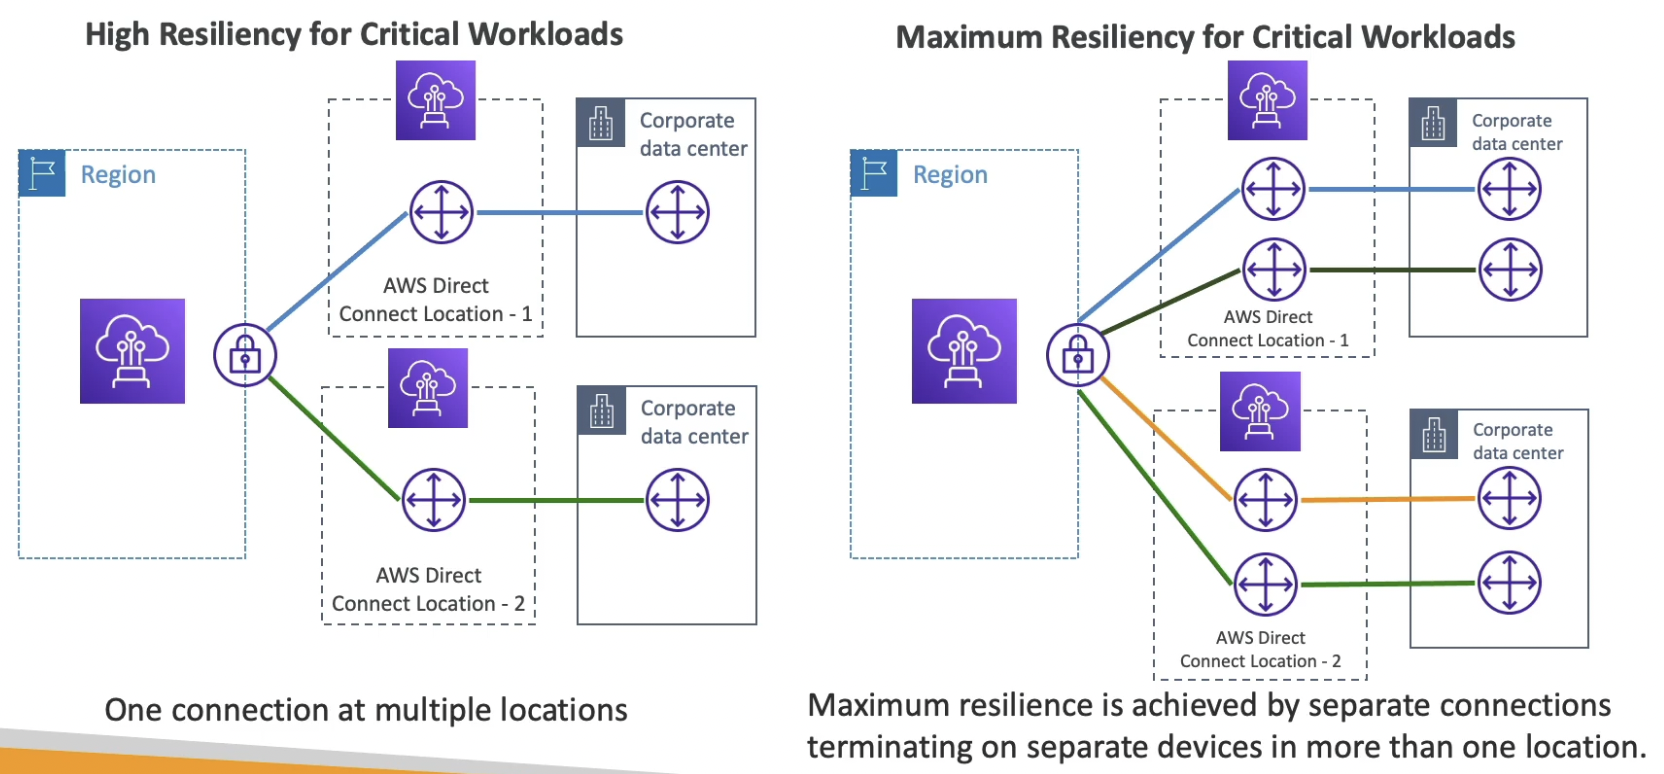 High Resiliency for Critical Workloads
Region
AWS Direct
Connect Location - 1
Corporate
data center
AWS Direct
Connect Location - 2
Corporate
data center
One connection at multiple locations
Maximum Resiliency for Critical Workloads
Region
AWS Direct
Connect Location - 1
Corporate
data center
AWS Direct
Connect Location - 2
Corporate
data center
Maximum resilience is achieved by separate connections
terminating on separate devices in more than one location.